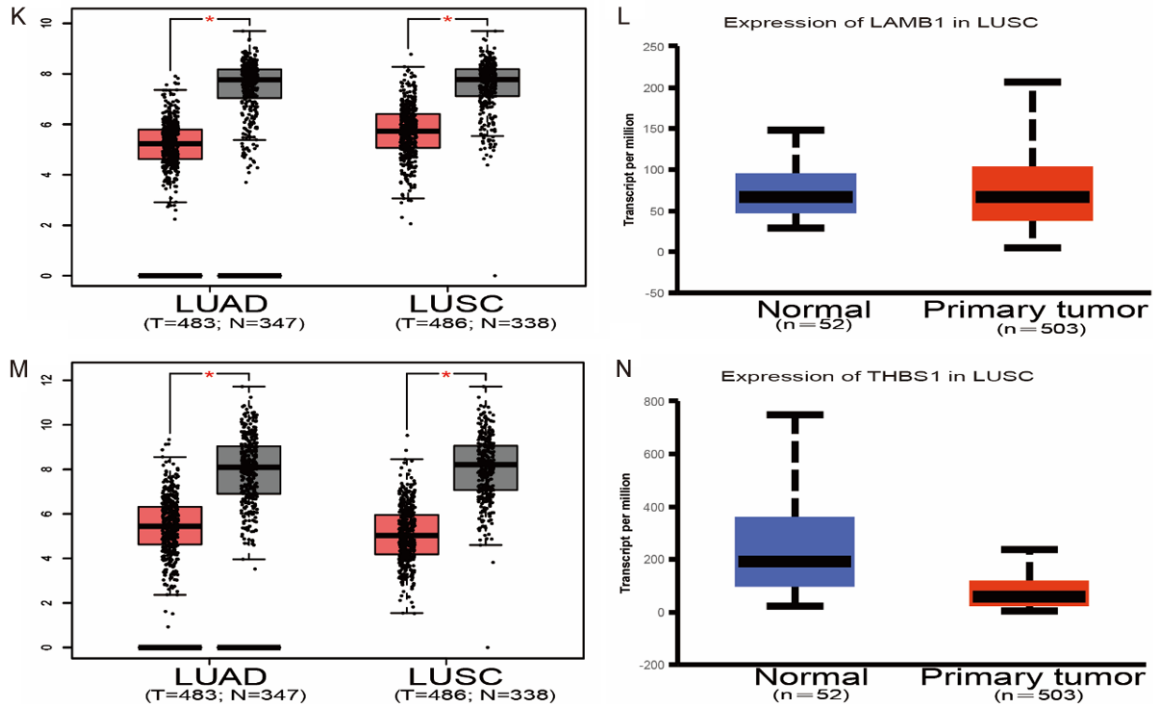 K
10
8
6
4
2
0
*
*
LUAD
(T=483; N=347)
LUSC
(T=486; N=338)
L
Expression of LAMB1 in LUSC
Transcript per million
250
200
150
100
50
0
-50
Normal
(n=52)
Primary tumor
(n=503)
M
12
10
8
6
4
2
0
*
*
LUAD
(T=483; N=347)
LUSC
(T=486; N=338)
N
Expression of THBS1 in LUSC
Transcript per million
800
600
400
200
0
-200
Normal
(n=52)
Primary tumor
(n=503)